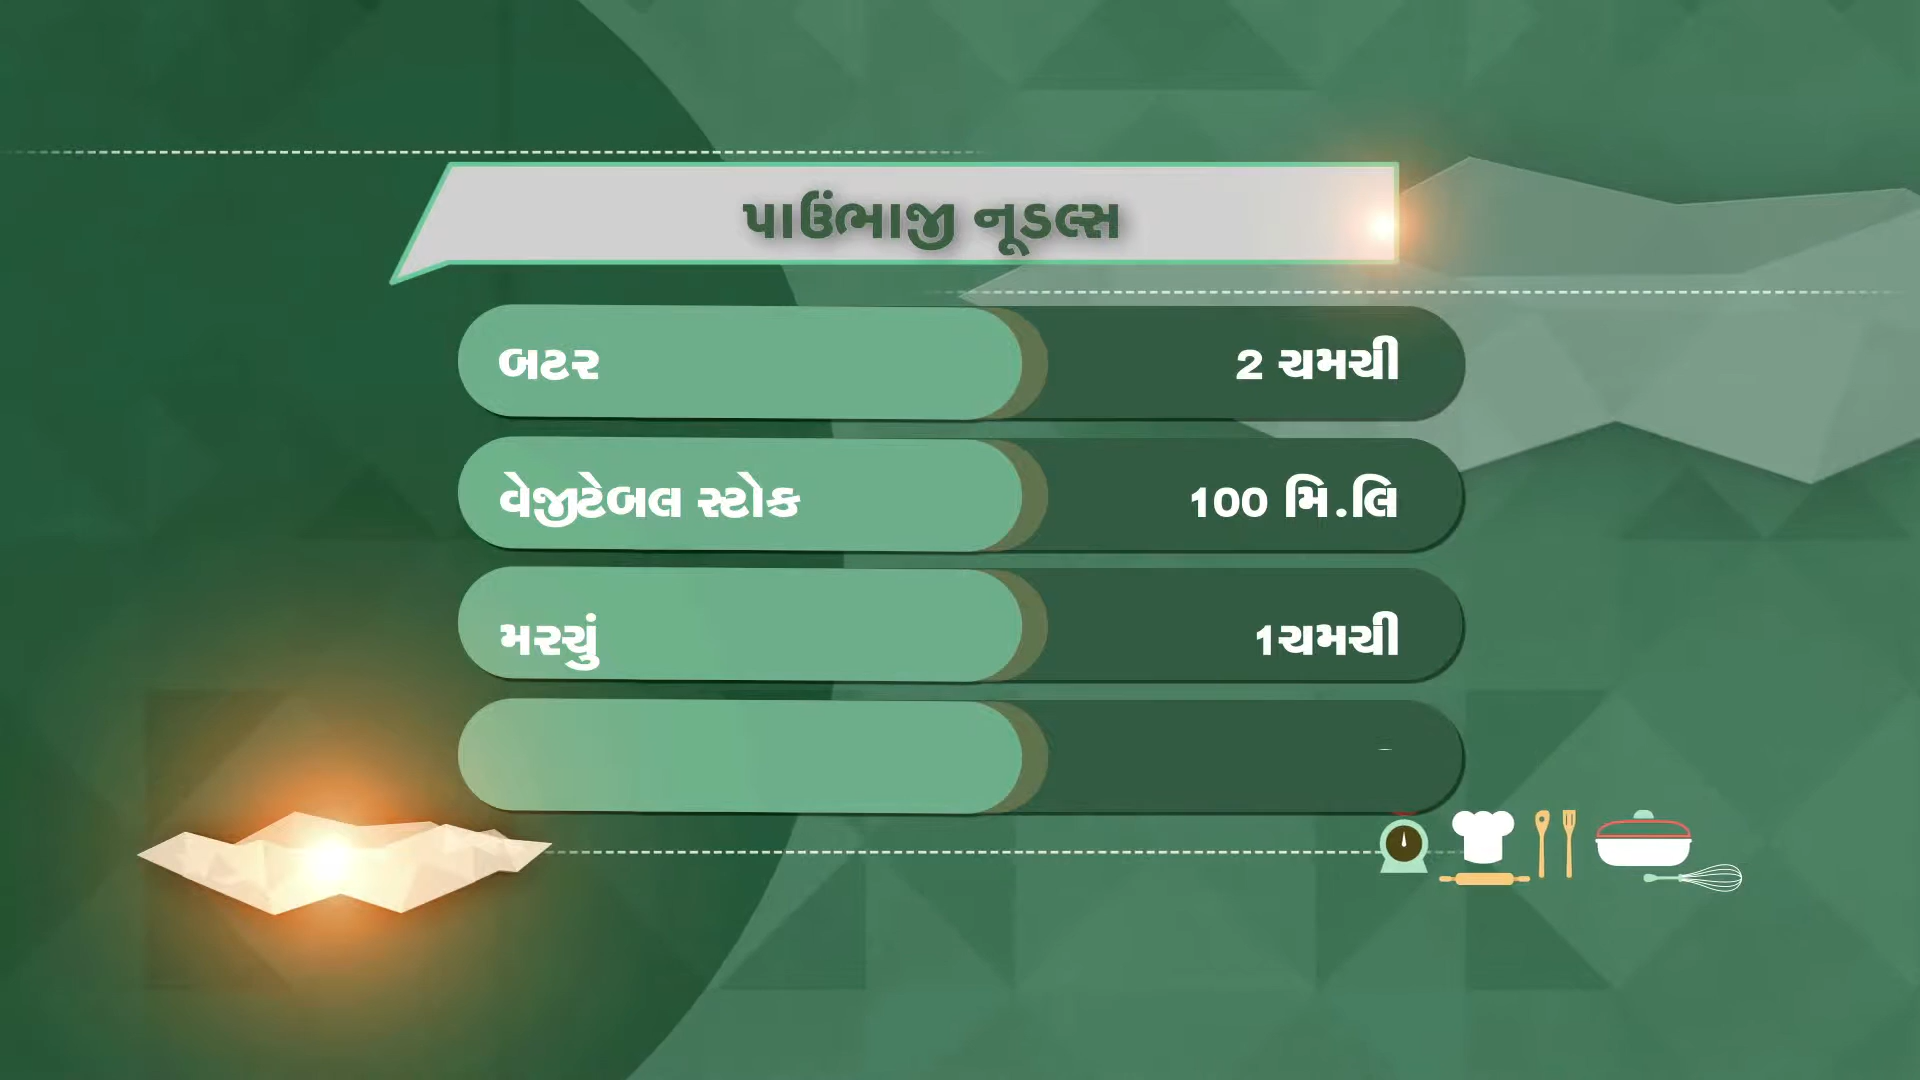 પાઉંભાજી નૂડલ્સ
બટર 2 ચમચી
વેજીટેબલ સ્ટોક 100 મિ.લિ
મરચું 1ચમચી